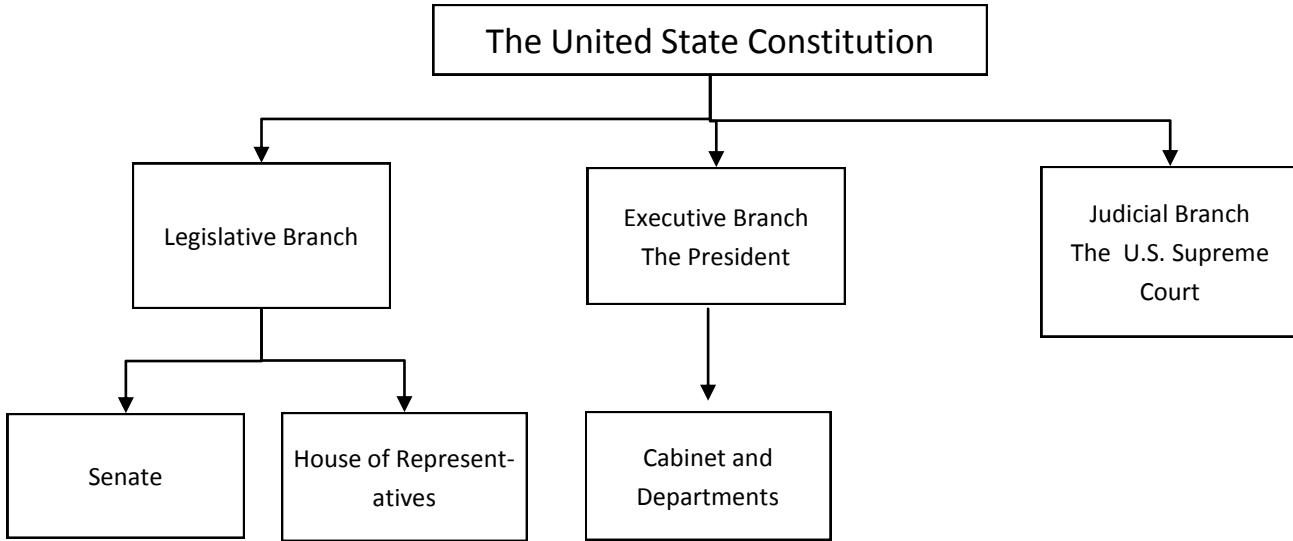 The United State Constitution
Legislative Branch
Executive Branch
The President
Judicial Branch
The U.S. Supreme
Court
Senate
House of Represent-
atives
Cabinet and
Departments